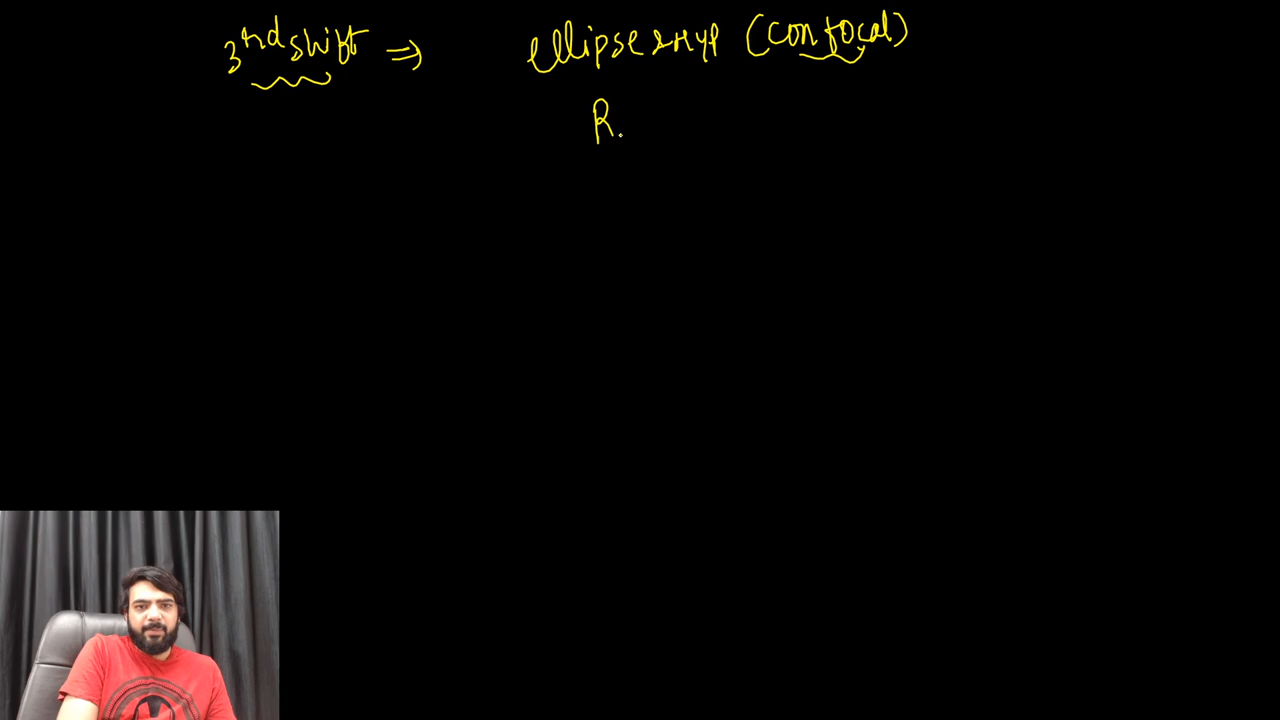 3rd shift ⇒ ellipse & Hyp (confocal)
R.